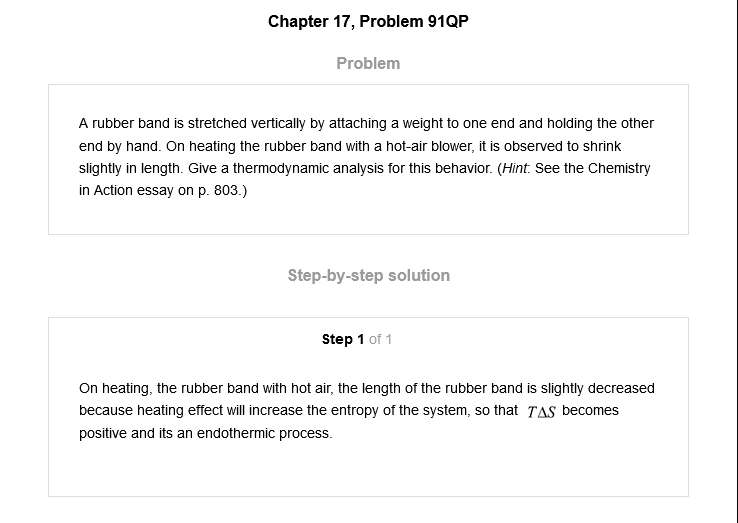 Chapter 17, Problem 91QP
Problem
A rubber band is stretched vertically by attaching a weight to one end and holding the other
end by hand. On heating the rubber band with a hot-air blower, it is observed to shrink
slightly in length. Give a thermodynamic analysis for this behavior. (Hint: See the Chemistry
in Action essay on p. 803.)
Step-by-step solution
Step 1 of 1
On heating, the rubber band with hot air, the length of the rubber band is slightly decreased
because heating effect will increase the entropy of the system, so that TΔS becomes
positive and its an endothermic process.